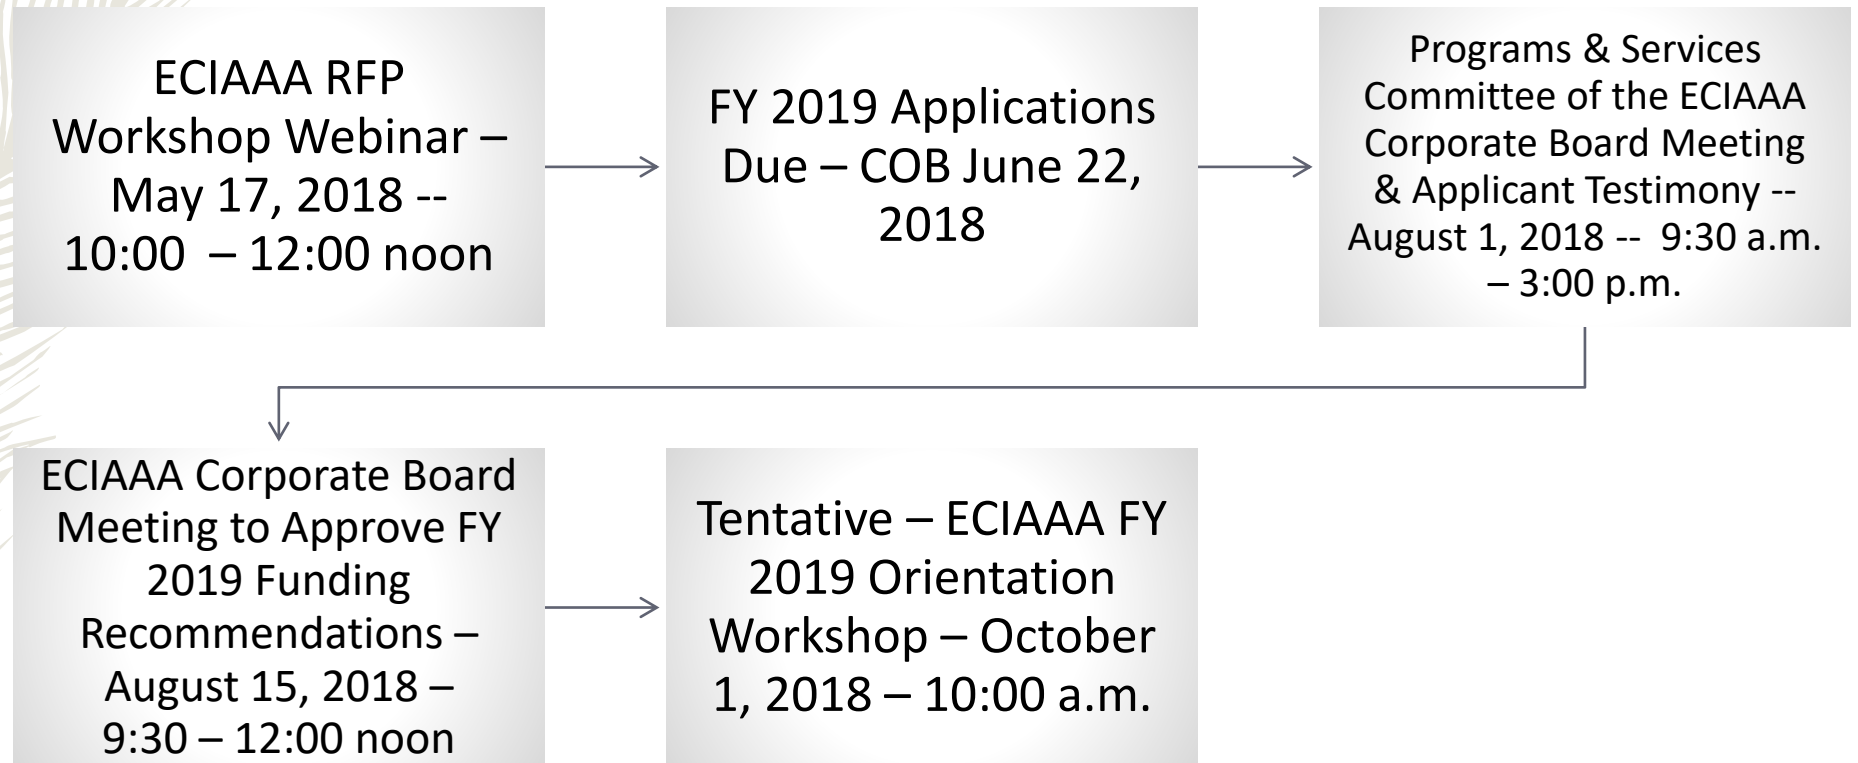 ECIAAA RFP
Workshop Webinar –
May 17, 2018 --
10:00 – 12:00 noon
FY 2019 Applications
Due – COB June 22,
2018
Programs & Services
Committee of the ECIAAA
Corporate Board Meeting
& Applicant Testimony --
August 1, 2018 -- 9:30 a.m.
– 3:00 p.m.
ECIAAA Corporate Board
Meeting to Approve FY
2019 Funding
Recommendations –
August 15, 2018 –
9:30 – 12:00 noon
Tentative – ECIAAA FY
2019 Orientation
Workshop – October
1, 2018 – 10:00 a.m.